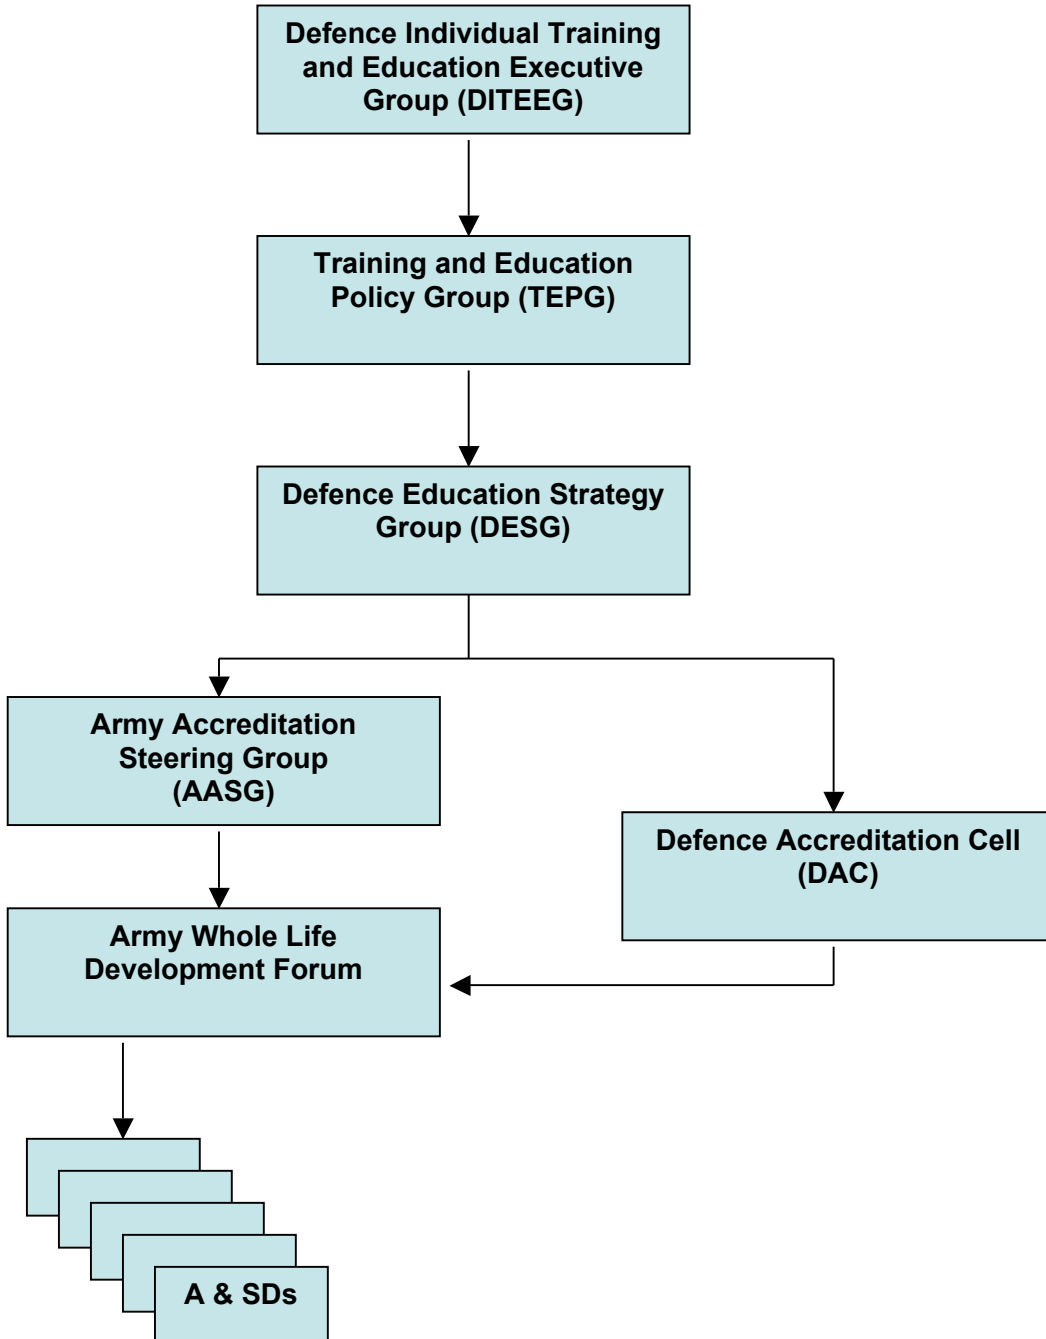 Defence Individual Training
and Education Executive
Group (DITEEG)
Training and Education
Policy Group (TEPG)
Defence Education Strategy
Group (DESG)
Army Accreditation
Steering Group
(AASG)
Defence Accreditation Cell
(DAC)
Army Whole Life
Development Forum
A & SDs